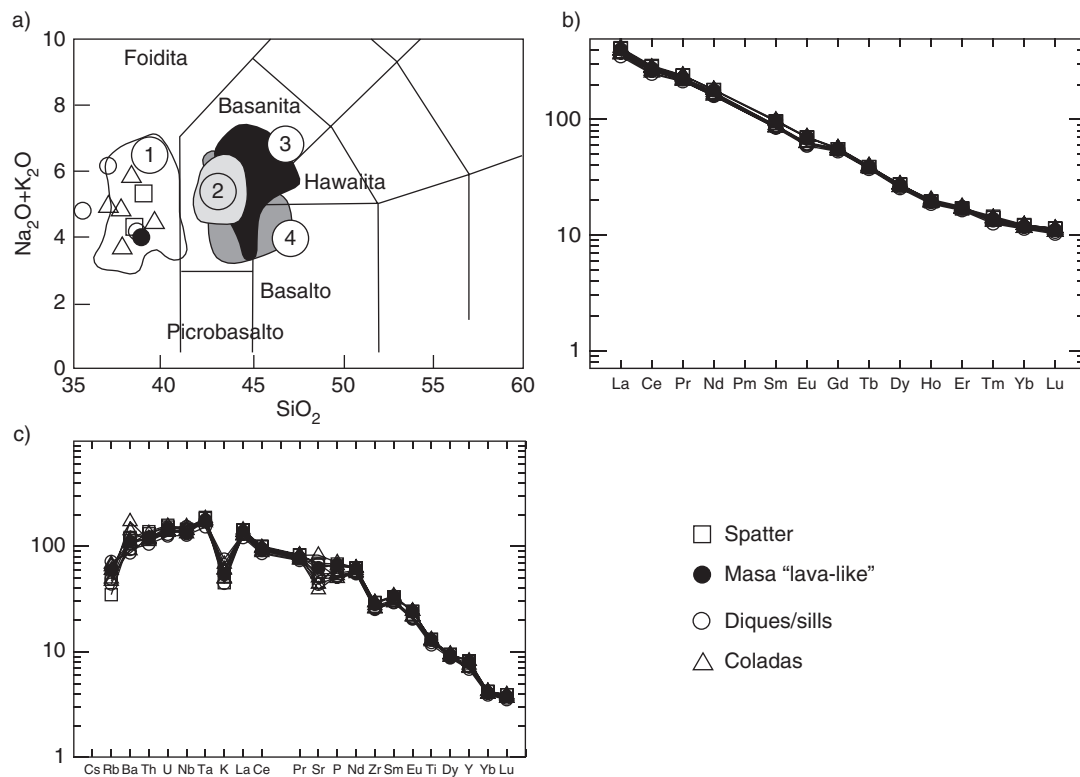 a)
10
8
6
4
2
0
Na₂O+K₂O
Foidita
Basanita
Hawaiita
Basalto
Picrobasalto
1
2
3
4
35 40 45 50 55 60
SiO₂
b)
100
10
1
La Ce Pr Nd Pm Sm Eu Gd Tb Dy Ho Er Tm Yb Lu
c)
100
10
1
Cs Rb Ba Th U Nb Ta K La Ce Pr Sr P Nd Zr Sm Eu Ti Dy Y Yb Lu
Spatter
Masa “lava-like”
Diques/sills
Coladas